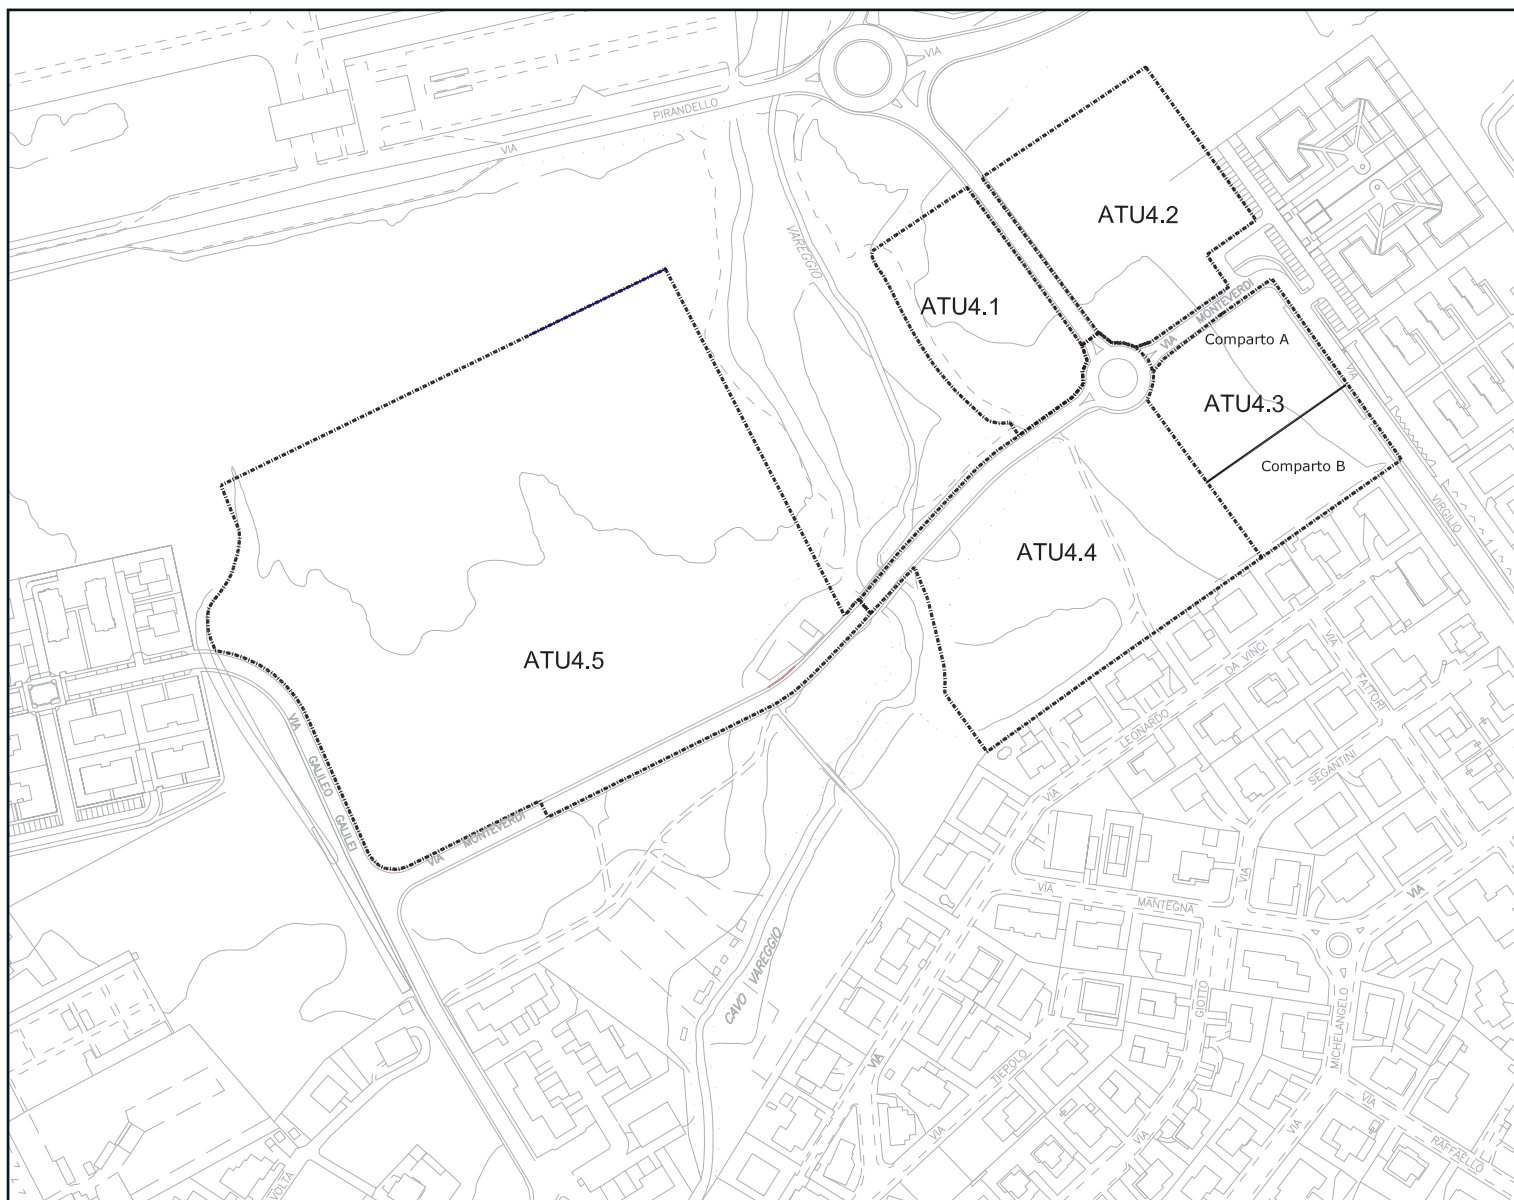 VIA
PIRANDELLO
VIA
VAREGGIO
ATU4.2
ATU4.1
MONTEVERDI
VIA
Comparto A
VIA
ATU4.3
Comparto B
VIRGILIO
ATU4.4
ATU4.5
VIA
GALILEO
GALILEI
VIA
MONTEVERDI
VIA
LEONARDO
DA VINCI
VIA
FATTORI
SEGANTINI
VIA
VIA
MANTEGNA
VIA
CAVO
VAREGGIO
VIA
TIEPOLO
VIA
GIOTTO
VIA
MICHELANGELO
VIA
VIA
RAFFAELLO
VOLTA